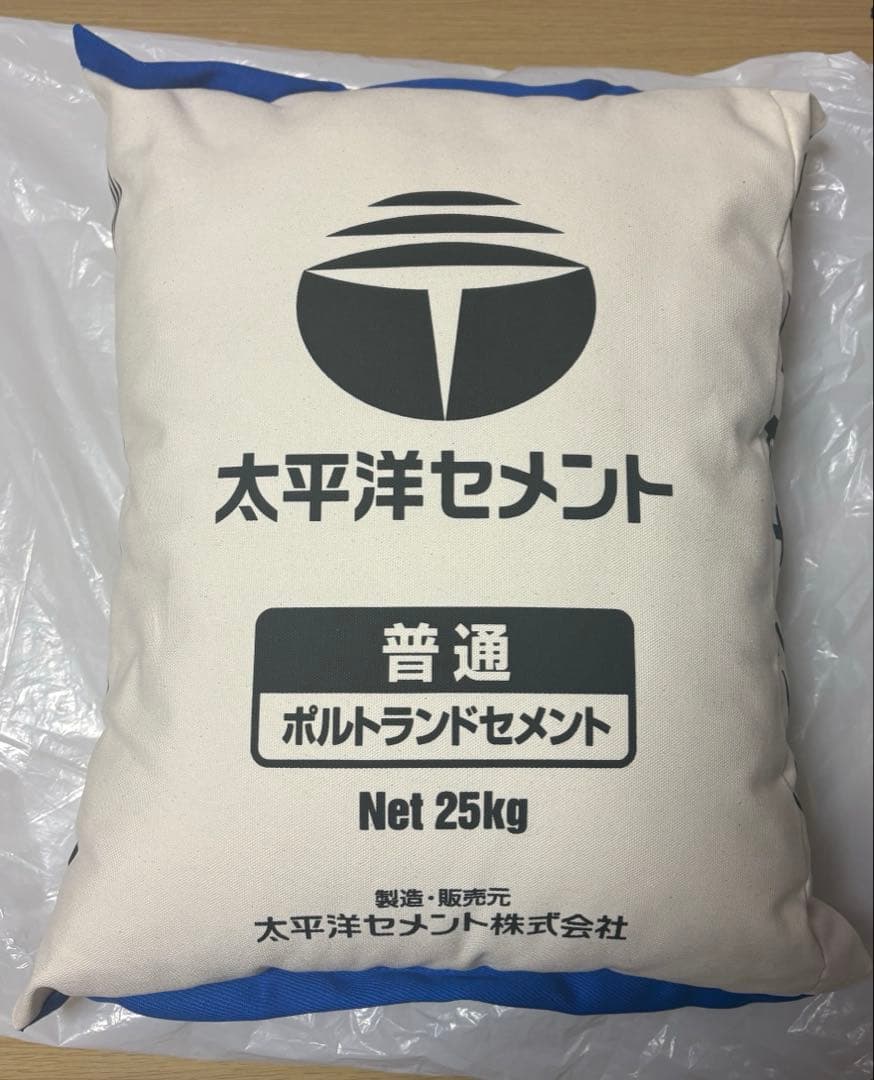 太平洋セメント
普通
ポルトランドセメント
Net 25kg
製造・販売元
太平洋セメント株式会社